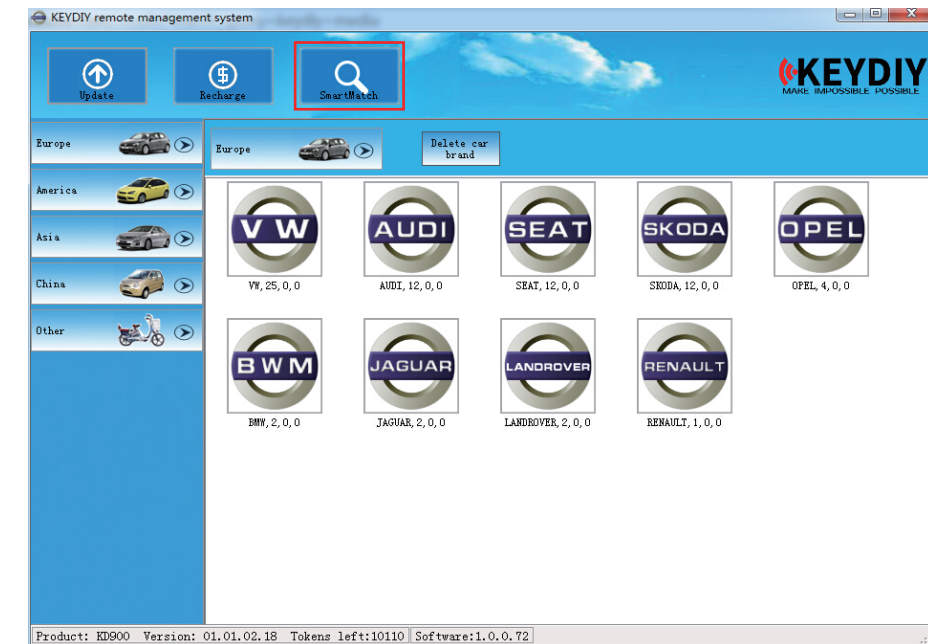 KEYDIY remote management system
Update
Recharge
SmartMatch
KEYDIY
MAKE IMPOSSIBLE POSSIBLE
Europe
America
Asia
China
Other
Europe
Delete car
brand
VW
AUDI
SEAT
SKODA
OPEL
VW, 25, 0, 0
AUDI, 12, 0, 0
SEAT, 12, 0, 0
SKODA, 12, 0, 0
OPEL, 4, 0, 0
BWM
JAGUAR
LANDROVER
RENAULT
BMW, 2, 0, 0
JAGUAR, 2, 0, 0
LANDROVER, 2, 0, 0
RENAULT, 1, 0, 0
Product: KD900 Version: 01.01.02.18 Tokens left:10110 Software:1.0.0.72